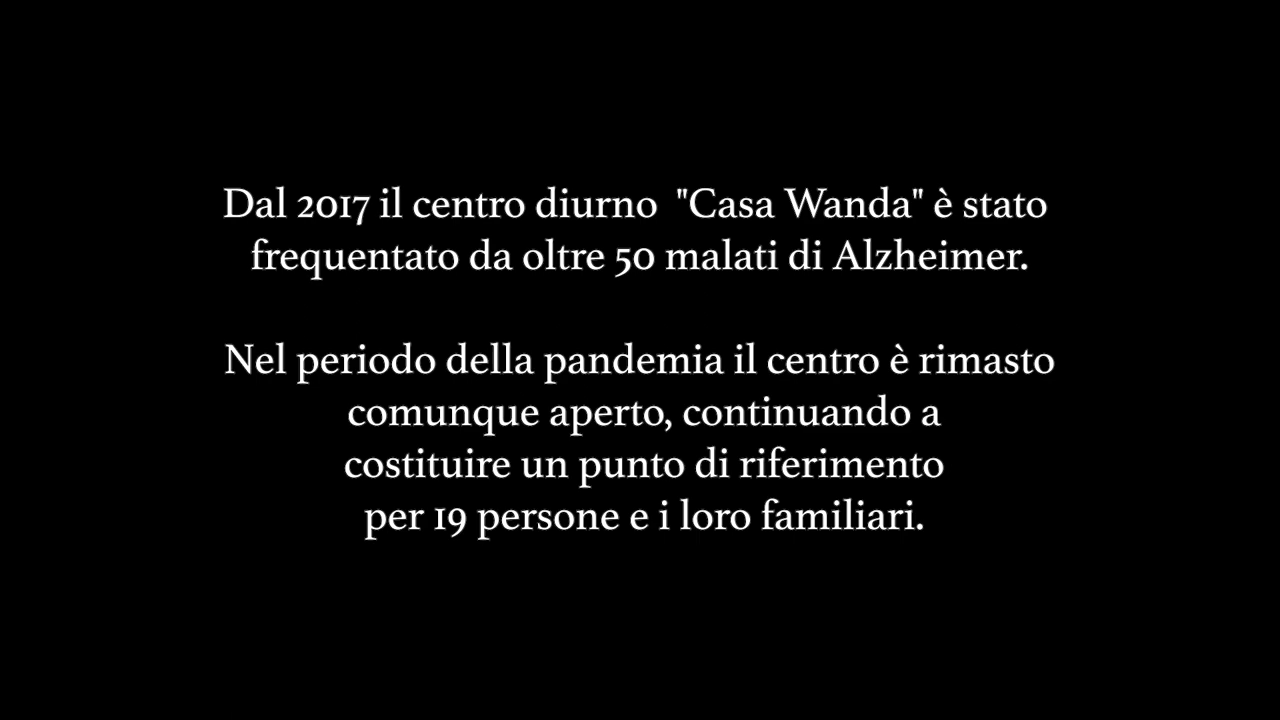 Dal 2017 il centro diurno  "Casa Wanda" è stato
frequentato da oltre 50 malati di Alzheimer.
Nel periodo della pandemia il centro è rimasto
comunque aperto, continuando a
costituire un punto di riferimento
per 19 persone e i loro familiari.